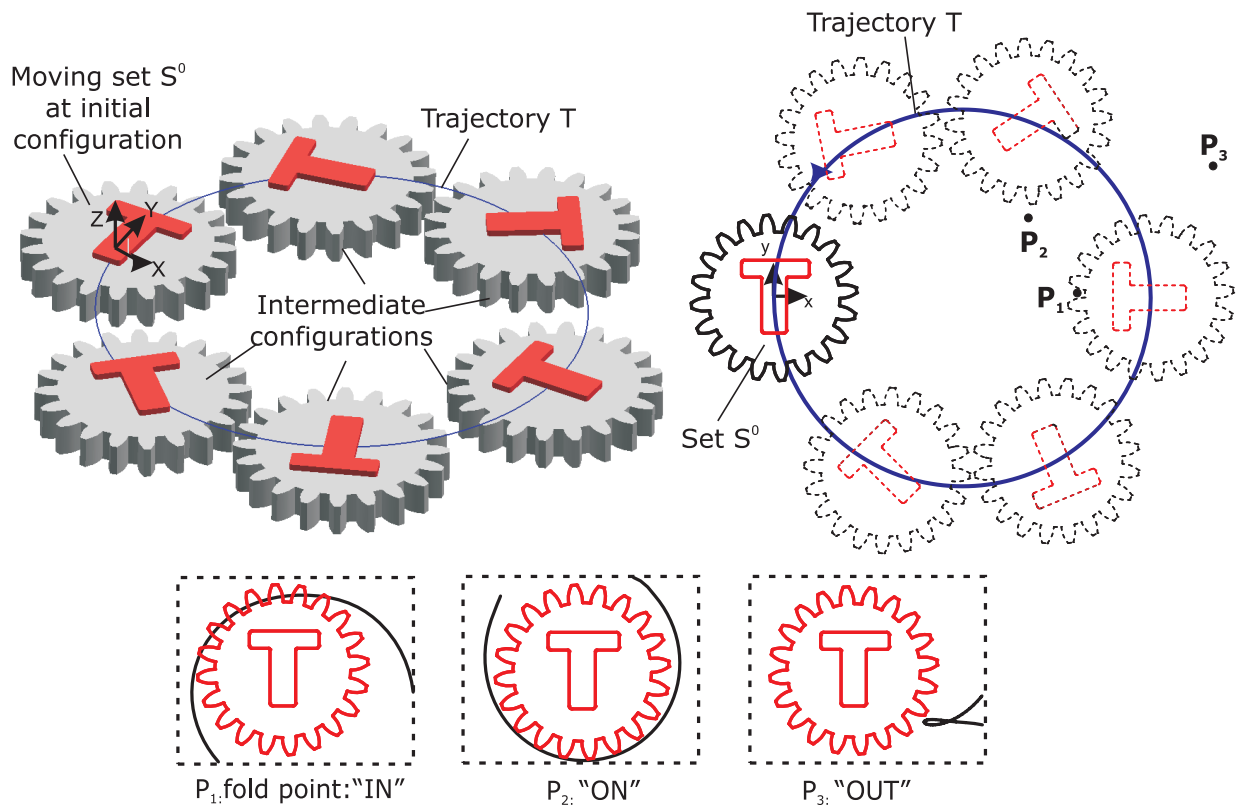 Moving set S⁰
at initial
configuration
Trajectory T
Z
Y
X
T
T
T
T
T
T
Intermediate
configurations
Trajectory T
P₃
P₂
P₁
y
x
T
T
T
T
T
T
Set S⁰
T
T
T
P₁:fold point:"IN"
P₂: "ON"
P₃: "OUT"